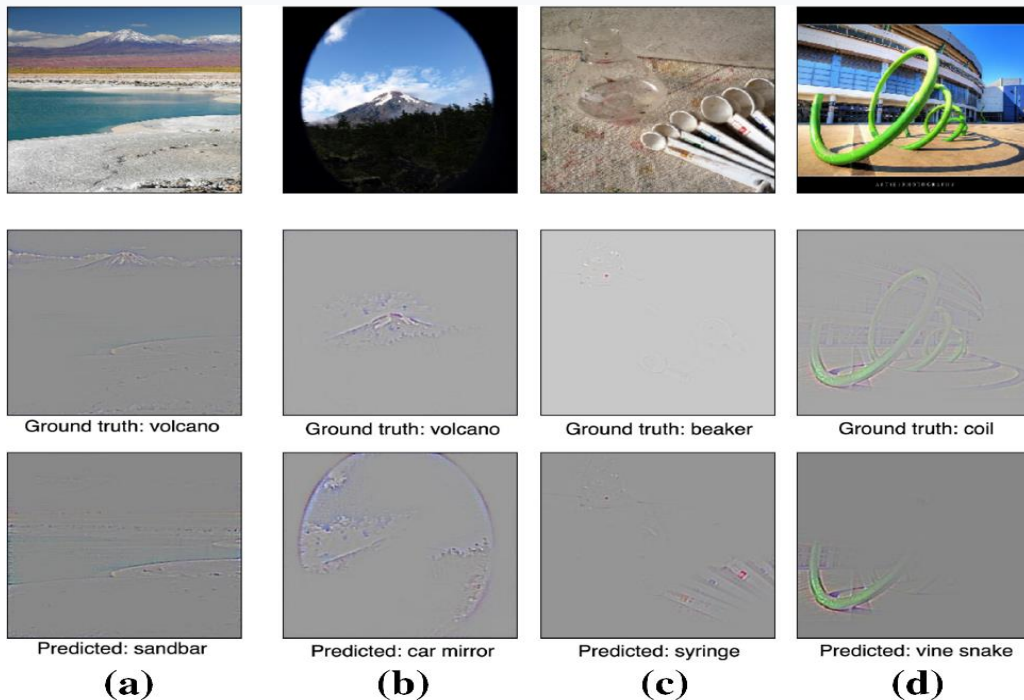 Ground truth: volcano
Ground truth: volcano
Ground truth: beaker
Ground truth: coil
Predicted: sandbar
Predicted: car mirror
Predicted: syringe
Predicted: vine snake
(a)
(b)
(c)
(d)